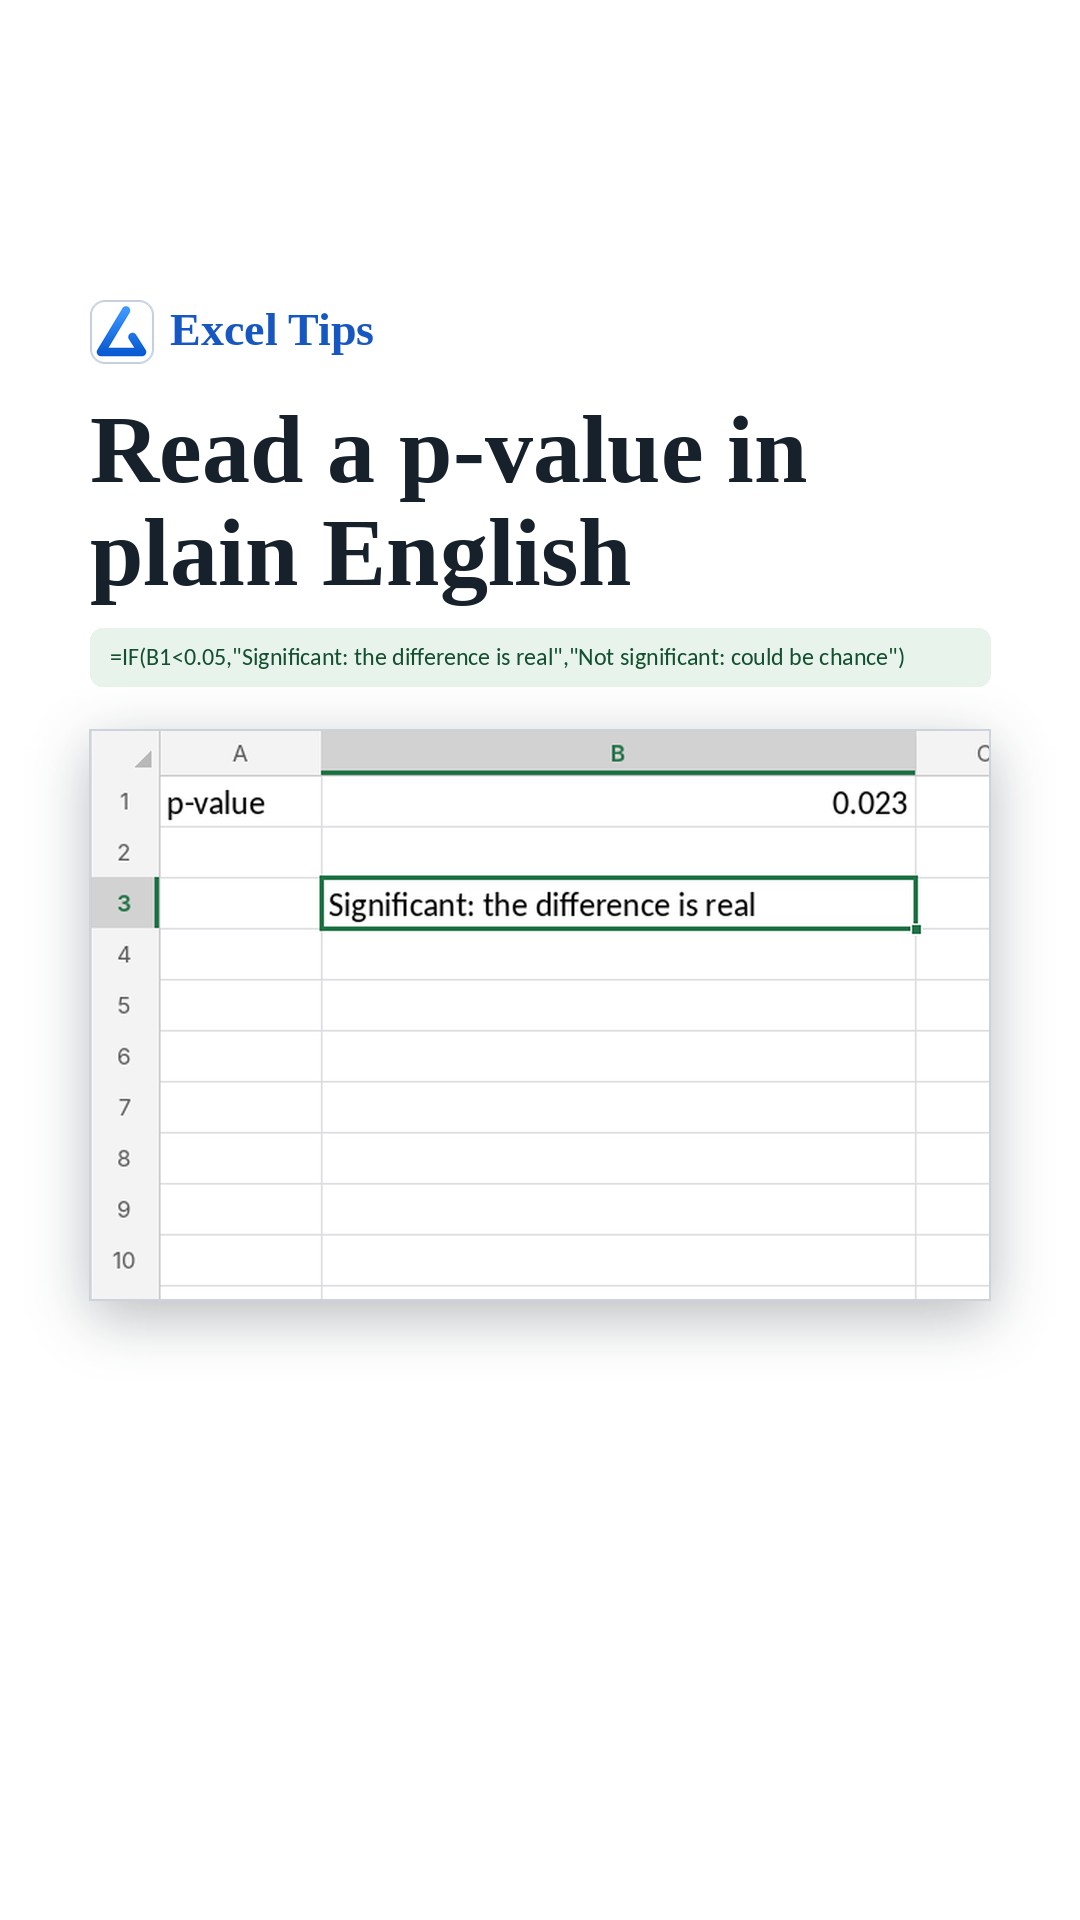 Excel Tips
Read a p-value in
plain English
=IF(B1<0.05,"Significant: the difference is real","Not significant: could be chance")
A B C
1 p-value 0.023
2
3 Significant: the difference is real
4
5
6
7
8
9
10